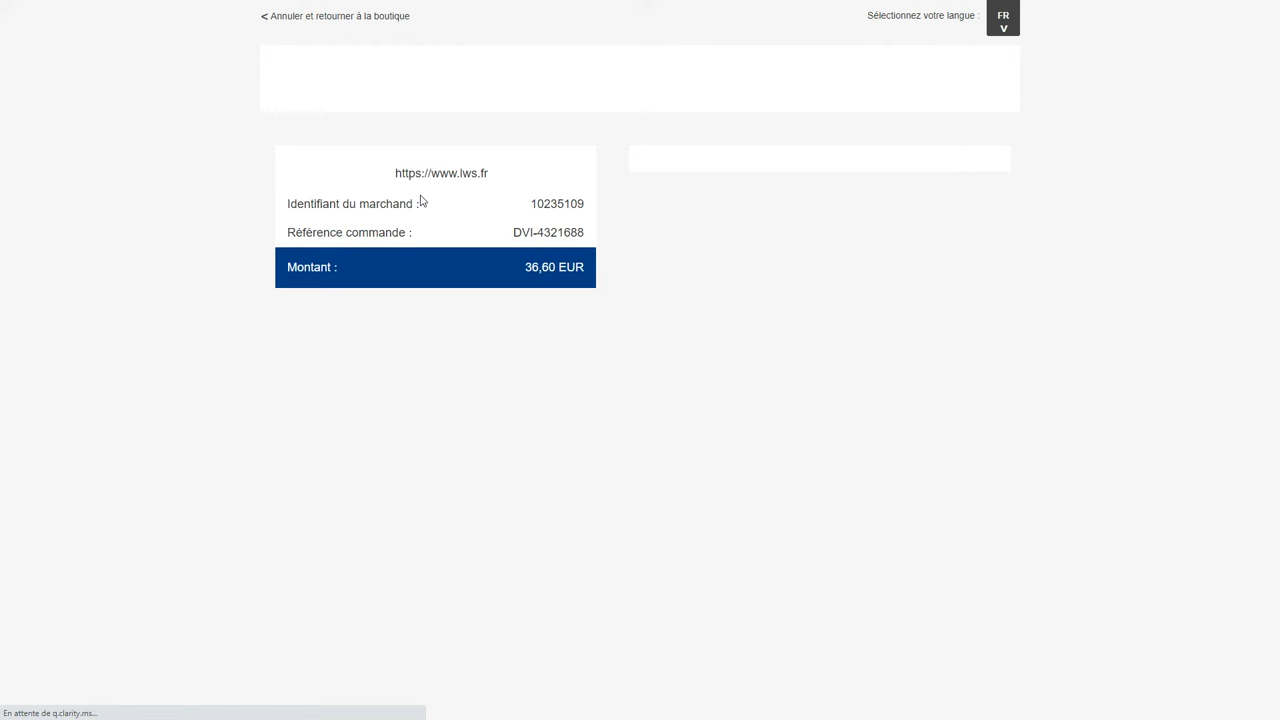 < Annuler et retourner à la boutique
Sélectionnez votre langue :
FR
V
https://www.lws.fr
Identifiant du marchand : 10235109
Référence commande : DVI-4321688
Montant : 36,60 EUR
En attente de q.clarity.ms...